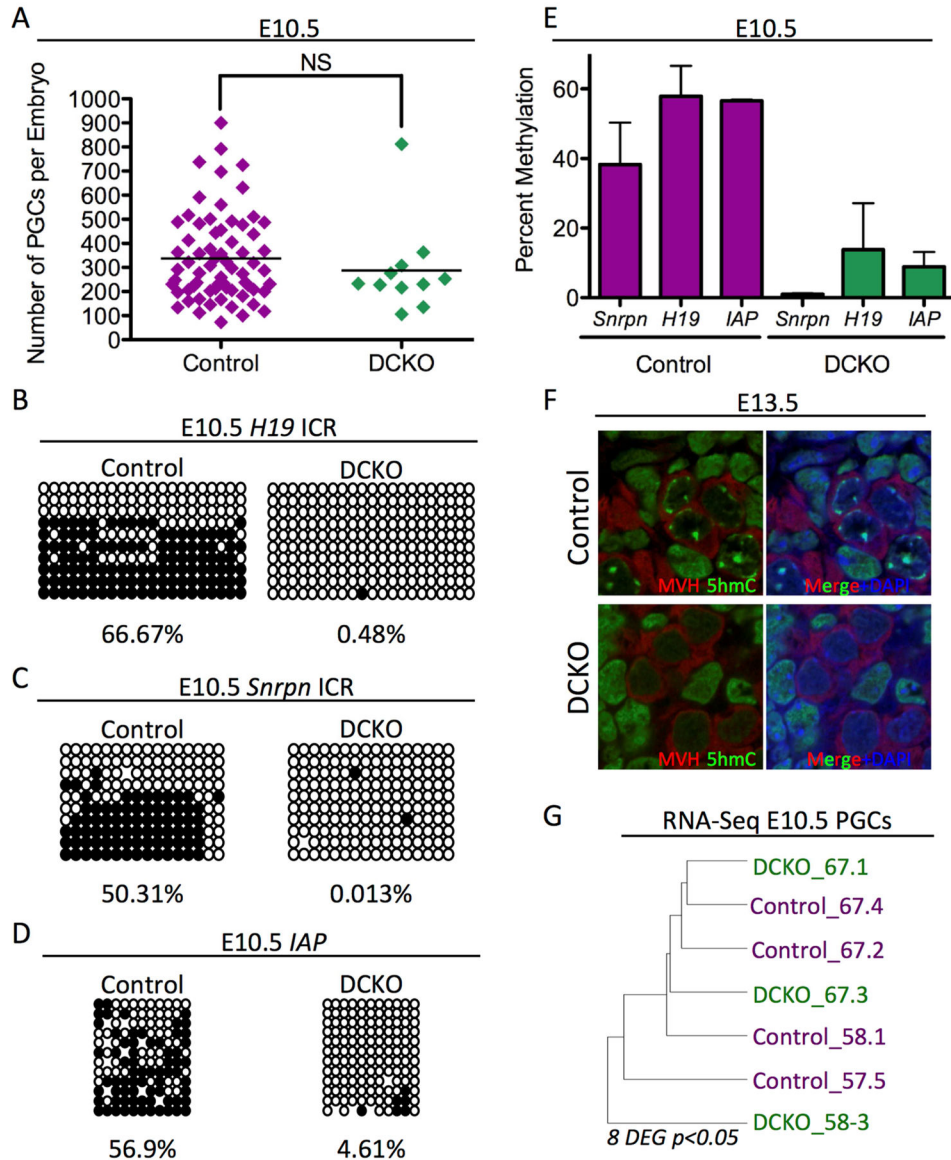 A
E10.5
NS
Number of PGCs per Embryo
1000
900
800
700
600
500
400
300
200
100
0
Control
DCKO
B
E10.5 H19 ICR
Control
DCKO
66.67%
0.48%
C
E10.5 Snrpn ICR
Control
DCKO
50.31%
0.013%
D
E10.5 IAP
Control
DCKO
56.9%
4.61%
E
E10.5
Percent Methylation
60
40
20
0
Snrpn H19 IAP Snrpn H19 IAP
Control
DCKO
F
E13.5
Control
MVH 5hmC
Merge+DAPI
DCKO
MVH 5hmC
Merge+DAPI
G
RNA-Seq E10.5 PGCs
DCKO_67.1
Control_67.4
Control_67.2
DCKO_67.3
Control_58.1
Control_57.5
DCKO_58-3
8 DEG p<0.05